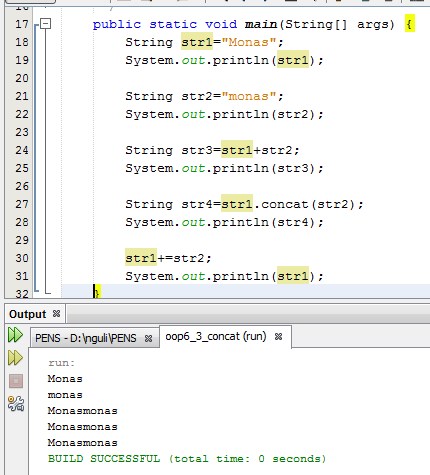 17 public static void main(String[] args) {
18 String str1="Monas";
19 System.out.println(str1);
20
21 String str2="monas";
22 System.out.println(str2);
23
24 String str3=str1+str2;
25 System.out.println(str3);
26
27 String str4=str1.concat(str2);
28 System.out.println(str4);
29
30 str1+=str2;
31 System.out.println(str1);
32 }
Output
PENS - D:\nguli\PENS oop6_3_concat (run)
run:
Monas
monas
Monasmonas
Monasmonas
Monasmonas
BUILD SUCCESSFUL (total time: 0 seconds)